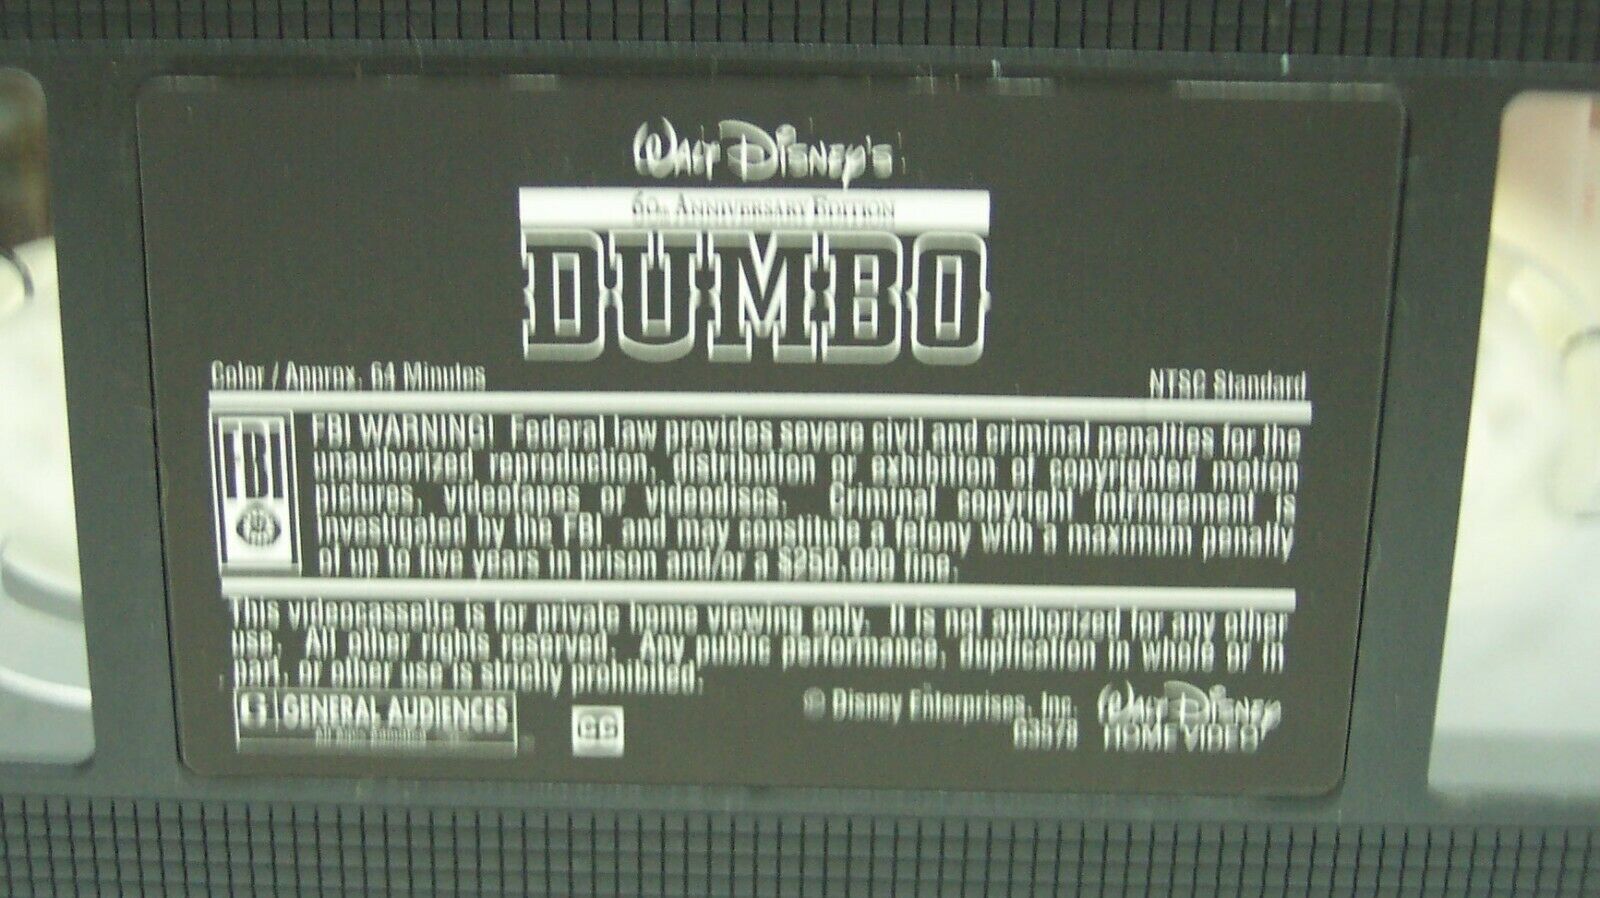 Walt Disney's
60th Anniversary Edition
DUMBO
Color / Approx. 64 Minutes
NTSC Standard
FBI
FBI WARNING! Federal law provides severe civil and criminal penalties for the
unauthorized reproduction, distribution or exhibition of copyrighted motion
pictures, videotapes or videodiscs. Criminal copyright infringement is
investigated by the FBI and may constitute a felony with a maximum penalty
of up to five years in prison and/or a $250,000 fine.
This videocassette is for private home viewing only. It is not authorized for any other
use. All other rights reserved. Any public performance, duplication in whole or in
part, or other use is strictly prohibited.
G GENERAL AUDIENCES
All Ages Admitted
CC
© Disney Enterprises, Inc.
Walt Disney
HOME VIDEO